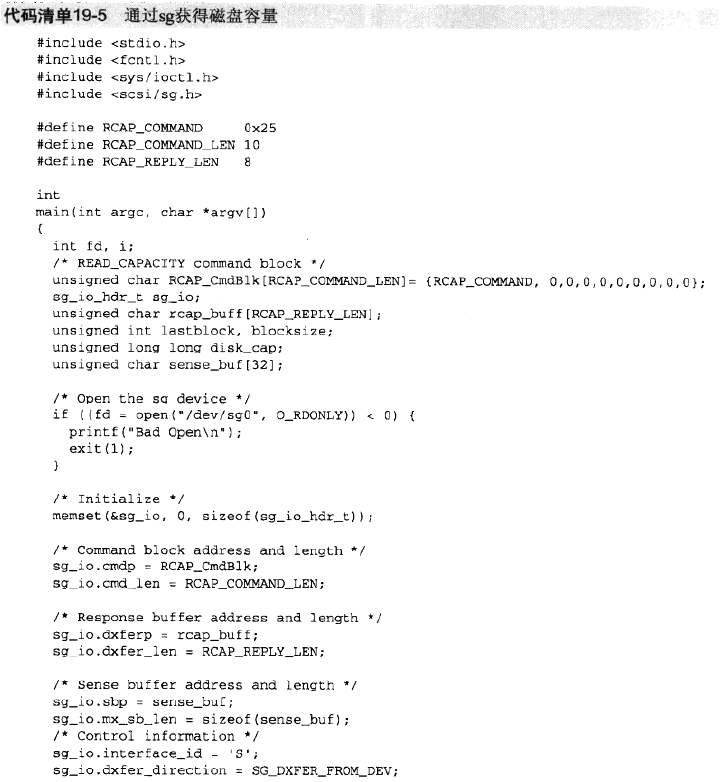 代码清单19-5 通过sg获得磁盘容量
#include <stdio.h>
#include <fcntl.h>
#include <sys/ioctl.h>
#include <scsi/sg.h>
#define RCAP_COMMAND 0x25
#define RCAP_COMMAND_LEN 10
#define RCAP_REPLY_LEN 8
int
main(int argc, char *argv[])
{
int fd, i;
/* READ_CAPACITY command block */
unsigned char RCAP_CmdBlk[RCAP_COMMAND_LEN]= {RCAP_COMMAND, 0,0,0,0,0,0,0,0,0};
sg_io_hdr_t sg_io;
unsigned char rcap_buff[RCAP_REPLY_LEN];
unsigned int lastblock, blocksize;
unsigned long long disk_cap;
unsigned char sense_buf[32];
/* Open the sg device */
if ((fd = open("/dev/sg0", O_RDONLY)) < 0) {
printf("Bad Open\n");
exit(1);
}
/* Initialize */
memset(&sg_io, 0, sizeof(sg_io_hdr_t));
/* Command block address and length */
sg_io.cmdp = RCAP_CmdBlk;
sg_io.cmd_len = RCAP_COMMAND_LEN;
/* Response buffer address and length */
sg_io.dxferp = rcap_buff;
sg_io.dxfer_len = RCAP_REPLY_LEN;
/* Sense buffer address and length */
sg_io.sbp = sense_buf;
sg_io.mx_sb_len = sizeof(sense_buf);
/* Control information */
sg_io.interface_id = 'S';
sg_io.dxfer_direction = SG_DXFER_FROM_DEV;